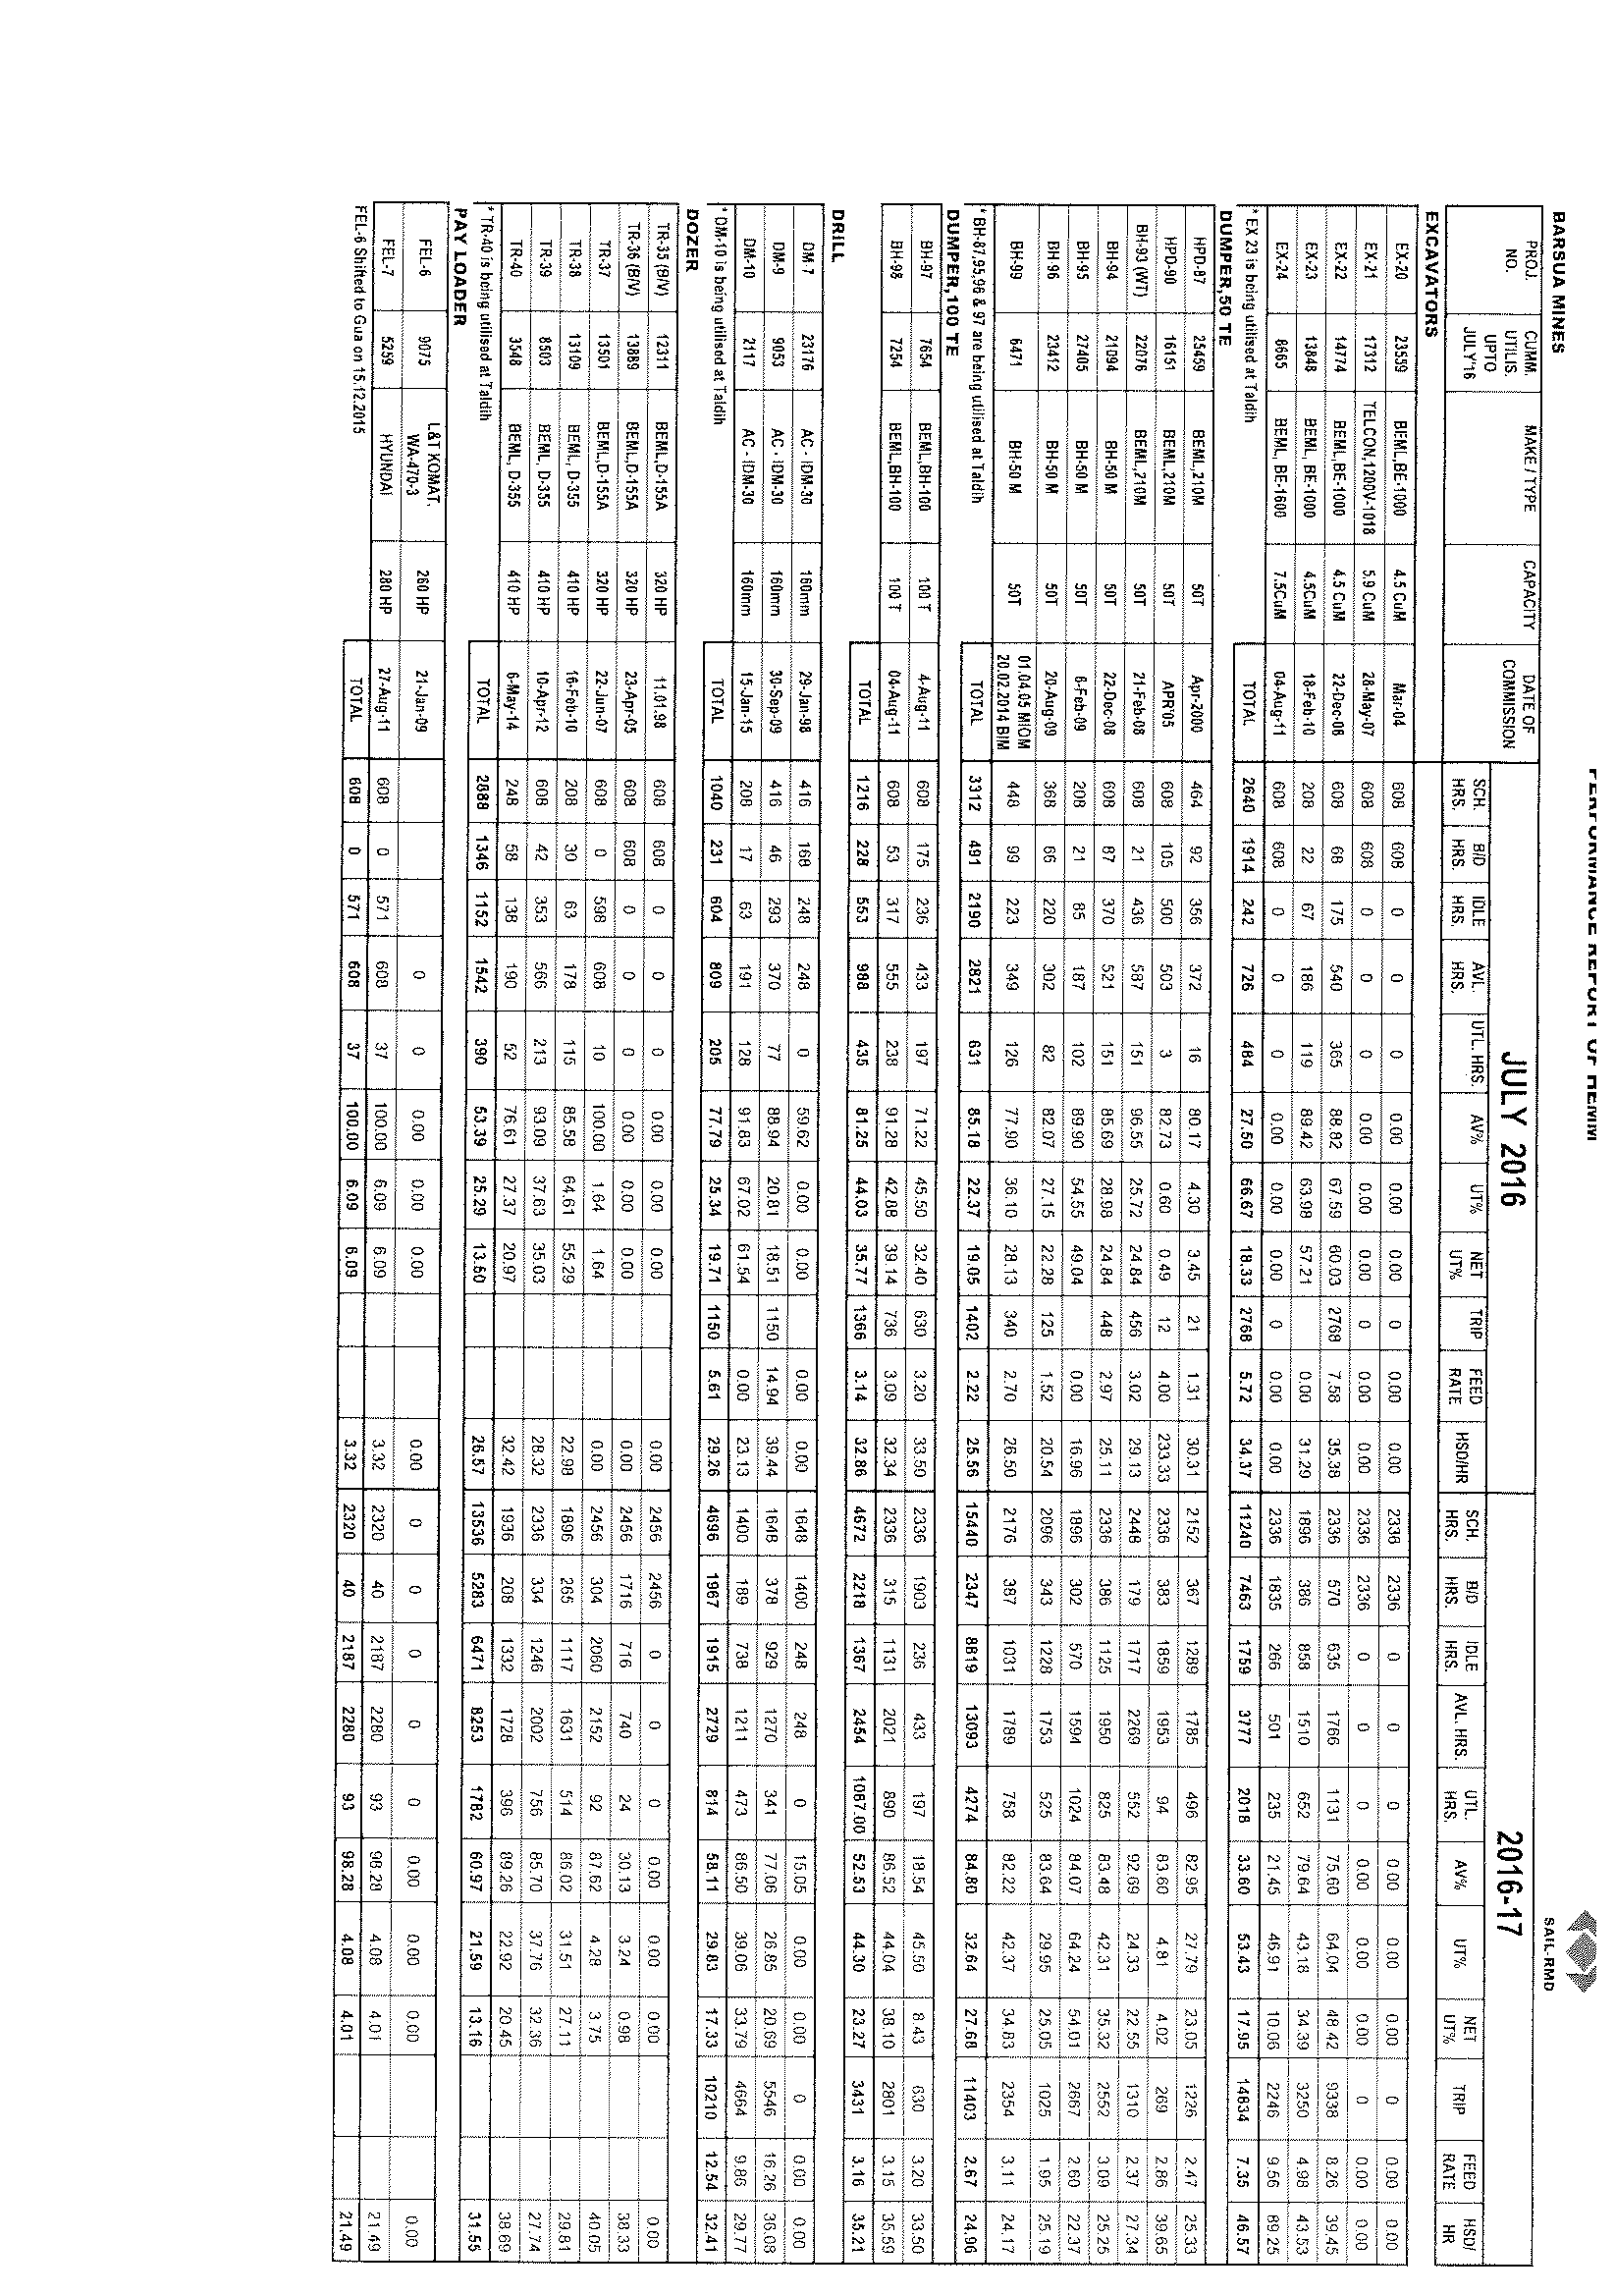 SAIL-RMD
BARSUA MINES
JULY 2016 2016-17
PROJ. NO. CUMM. UTILIS. UPTO JULY'16 MAKE / TYPE CAPACITY DATE OF COMMISSION SCH. HRS. B/D HRS. IDLE HRS. AVL. HRS. UTL. HRS. AV% UT% NET UT% TRIP FEED RATE HSD/HR SCH. HRS. B/D HRS. IDLE HRS. AVL. HRS. UTL. HRS. AV% UT% NET UT% TRIP FEED RATE HSD/ HR
EXCAVATORS
EX-20 23559 BEML,BE-1000 4.5 CuM Mar-04 608 608 0 0 0 0.00 0.00 0.00 0 0.00 0.00 2336 2336 0 0 0 0.00 0.00 0.00 0 0.00 0.00
EX-21 17312 TELCON,1200V-1018 5.9 CuM 28-May-07 608 608 0 0 0 0.00 0.00 0.00 0 0.00 0.00 2336 2336 0 0 0 0.00 0.00 0.00 0 0.00 0.00
EX-22 14774 BEML,BE-1000 4.5 CuM 22-Dec-08 608 68 175 540 365 88.82 67.59 60.03 2768 7.58 35.38 2336 570 635 1766 1131 75.60 64.04 48.42 9338 8.26 39.45
EX-23 13848 BEML, BE-1000 4.5CuM 18-Feb-10 208 22 67 186 119 89.42 63.98 57.21 0.00 31.29 1896 386 858 1510 652 79.64 43.18 34.39 3250 4.98 43.53
EX-24 8665 BEML, BE-1600 7.5CuM 04-Aug-11 608 608 0 0 0 0.00 0.00 0.00 0 0.00 0.00 2336 1835 266 501 235 21.45 46.91 10.06 2246 9.56 89.25
* EX 23 is being utilised at Taldih TOTAL 2640 1914 242 726 484 27.50 66.67 18.33 2768 5.72 34.37 11240 7463 1759 3777 2018 33.60 53.43 17.95 14834 7.35 46.57
DUMPER,50 TE
HPD-87 25459 BEML,210M 50T Apr-2000 464 92 356 372 16 80.17 4.30 3.45 21 1.31 30.31 2152 367 1289 1785 496 82.95 27.79 23.05 1226 2.47 25.33
HPD-90 16151 BEML,210M 50T APR'05 608 105 500 503 3 82.73 0.60 0.49 12 4.00 233.33 2336 383 1859 1953 94 83.60 4.81 4.02 269 2.86 39.65
BH-93 (WT) 22076 BEML,210M 50T 21-Feb-08 608 21 436 587 151 96.55 25.72 24.84 456 3.02 29.13 2448 179 1717 2269 552 92.69 24.33 22.55 1310 2.37 27.34
BH-94 21094 BH-50 M 50T 22-Dec-08 608 87 370 521 151 85.69 28.98 24.84 448 2.97 25.11 2336 386 1125 1950 825 83.48 42.31 35.32 2552 3.09 25.25
BH-95 27405 BH-50 M 50T 6-Feb-09 208 21 85 187 102 89.90 54.55 49.04 0.00 16.96 1896 302 570 1594 1024 84.07 64.24 54.01 2667 2.60 22.37
BH-96 23412 BH-50 M 50T 20-Aug-09 368 66 220 302 82 82.07 27.15 22.28 125 1.52 20.54 2096 343 1228 1753 525 83.64 29.95 25.05 1025 1.95 25.19
BH-99 6471 BH-50 M 50T 01.04.05 MIOM 20.02.2014 BIM 448 99 223 349 126 77.90 36.10 28.13 340 2.70 26.50 2176 387 1031 1789 758 82.22 42.37 34.83 2354 3.11 24.17
* BH-87,95,96 & 97 are being utilised at Taldih TOTAL 3312 491 2190 2821 631 85.18 22.37 19.05 1402 2.22 25.56 15440 2347 8819 13093 4274 84.80 32.64 27.68 11403 2.67 24.96
DUMPER,100 TE
BH-97 7654 BEML,BH-100 100 T 4-Aug-11 608 175 236 433 197 71.22 45.50 32.40 630 3.20 33.50 2336 1903 236 433 197 18.54 45.50 8.43 630 3.20 33.50
BH-98 7254 BEML,BH-100 100 T 04-Aug-11 608 53 317 555 238 91.28 42.88 39.14 736 3.09 32.34 2336 315 1131 2021 890 86.52 44.04 38.10 2801 3.15 35.59
TOTAL 1216 228 553 988 435 81.25 44.03 35.77 1366 3.14 32.86 4672 2218 1367 2454 1087.00 52.53 44.30 23.27 3431 3.16 35.21
DRILL
DM-7 23176 AC - IDM-30 160mm 29-Jan-98 416 168 248 248 0 59.62 0.00 0.00 0.00 0.00 1648 1400 248 248 0 15.05 0.00 0.00 0 0.00 0.00
DM-9 9053 AC - IDM-30 160mm 30-Sep-09 416 46 293 370 77 88.94 20.81 18.51 1150 14.94 39.44 1648 378 929 1270 341 77.06 26.85 20.69 5546 16.26 36.08
DM-10 2117 AC - IDM-30 160mm 15-Jan-15 208 17 63 191 128 91.83 67.02 61.54 0.00 23.13 1400 189 738 1211 473 86.50 39.06 33.79 4664 9.86 29.77
* DM-10 is being utilised at Taldih TOTAL 1040 231 604 809 205 77.79 25.34 19.71 1150 5.61 29.26 4696 1967 1915 2729 814 58.11 29.83 17.33 10210 12.54 32.41
DOZER
TR-35 (B/V) 12311 BEML,D-155A 320 HP 11.01.98 608 608 0 0 0 0.00 0.00 0.00 0.00 2456 2456 0 0 0 0.00 0.00 0.00 0.00
TR-36 (B/V) 13889 BEML,D-155A 320 HP 23-Apr-05 608 608 0 0 0 0.00 0.00 0.00 0.00 2456 1716 716 740 24 30.13 3.24 0.98 38.33
TR-37 13501 BEML,D-155A 320 HP 22-Jun-07 608 0 598 608 10 100.00 1.64 1.64 0.00 2456 304 2060 2152 92 87.62 4.28 3.75 40.05
TR-38 13109 BEML, D-355 410 HP 16-Feb-10 208 30 63 178 115 85.58 64.61 55.29 22.98 1896 265 1117 1631 514 86.02 31.51 27.11 29.81
TR-39 8503 BEML, D-355 410 HP 10-Apr-12 608 42 353 566 213 93.09 37.63 35.03 28.32 2336 334 1246 2002 756 85.70 37.76 32.36 27.74
TR-40 3548 BEML, D-355 410 HP 6-May-14 248 58 138 190 52 76.61 27.37 20.97 32.42 1936 208 1332 1728 396 89.26 22.92 20.45 38.69
* TR-40 is being utilised at Taldih TOTAL 2888 1346 1152 1542 390 53.39 25.29 13.50 26.57 13536 5283 6471 8253 1782 60.97 21.59 13.16 31.55
PAY LOADER
FEL-6 9075 L&T KOMAT. WA-470-3 260 HP 21-Jan-09 0 0 0.00 0.00 0.00 0.00 0 0 0 0 0 0.00 0.00 0.00 0.00
FEL-7 5259 HYUNDAI 280 HP 27-Aug-11 608 0 571 608 37 100.00 6.09 6.09 3.32 2320 40 2187 2280 93 98.28 4.08 4.01 21.49
FEL-6 Shifted to Gua on 15.12.2015 TOTAL 608 0 571 608 37 100.00 6.09 6.09 3.32 2320 40 2187 2280 93 98.28 4.08 4.01 21.49